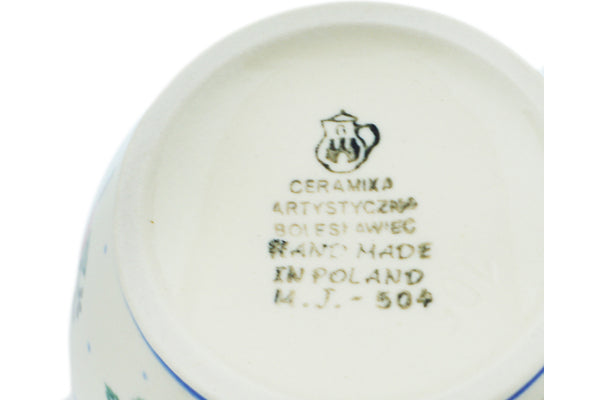 CERAMIKA
ARTYSTYCZNA
BOLESŁAWIEC
HAND MADE
IN POLAND
M.J.-504